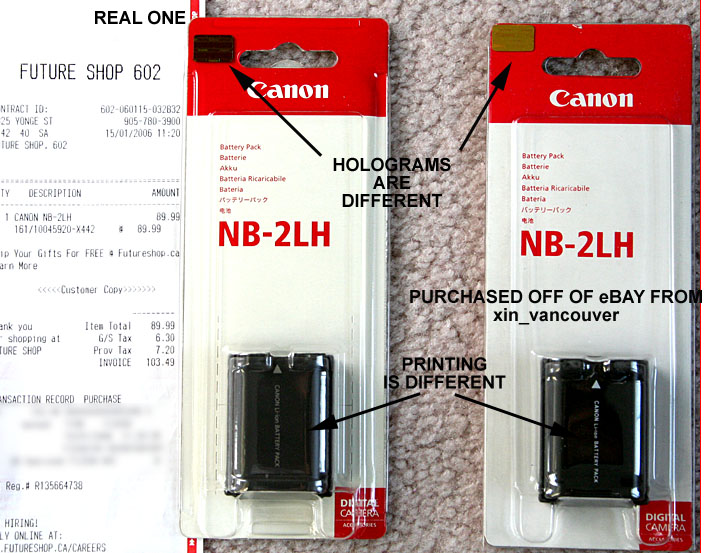 REAL ONE
FUTURE SHOP 602
ONTRACT ID: 602-060115-032832
25 YONGE ST 905-780-3900
42 40 SA 15/01/2006 11:20
TURE SHOP, 602
TY DESCRIPTION AMOUNT
1 CANON NB-2LH 89.99
161/10045920-X442 @ 89.99
ip Your Gifts For FREE @ Futureshop.ca
arn More
<<<<<Customer Copy>>>>>>>
ank you Item Total 89.99
r shopping at G/S Tax 6.30
TURE SHOP Prov Tax 7.20
INVOICE 103.49
ANSACTION RECORD PURCHASE
Reg.# R135664738
HIRING!
LY ONLINE AT:
.FUTURESHOP.CA/CAREERS
Canon
Battery Pack
Batterie
Akku
Batteria Ricaricabile
Bateria
バッテリーパック
电池
NB-2LH
CANON Li-ion BATTERY PACK
DIGITAL
CAMERA
ACCESSORIES
HOLOGRAMS
ARE
DIFFERENT
PRINTING
IS DIFFERENT
Canon
Battery Pack
Batterie
Akku
Batteria Ricaricabile
Bateria
バッテリーパック
电池
NB-2LH
PURCHASED OFF OF eBAY FROM
xin_vancouver
CANON Li-ion BATTERY PACK
DIGITAL
CAMERA
ACCESSORIES